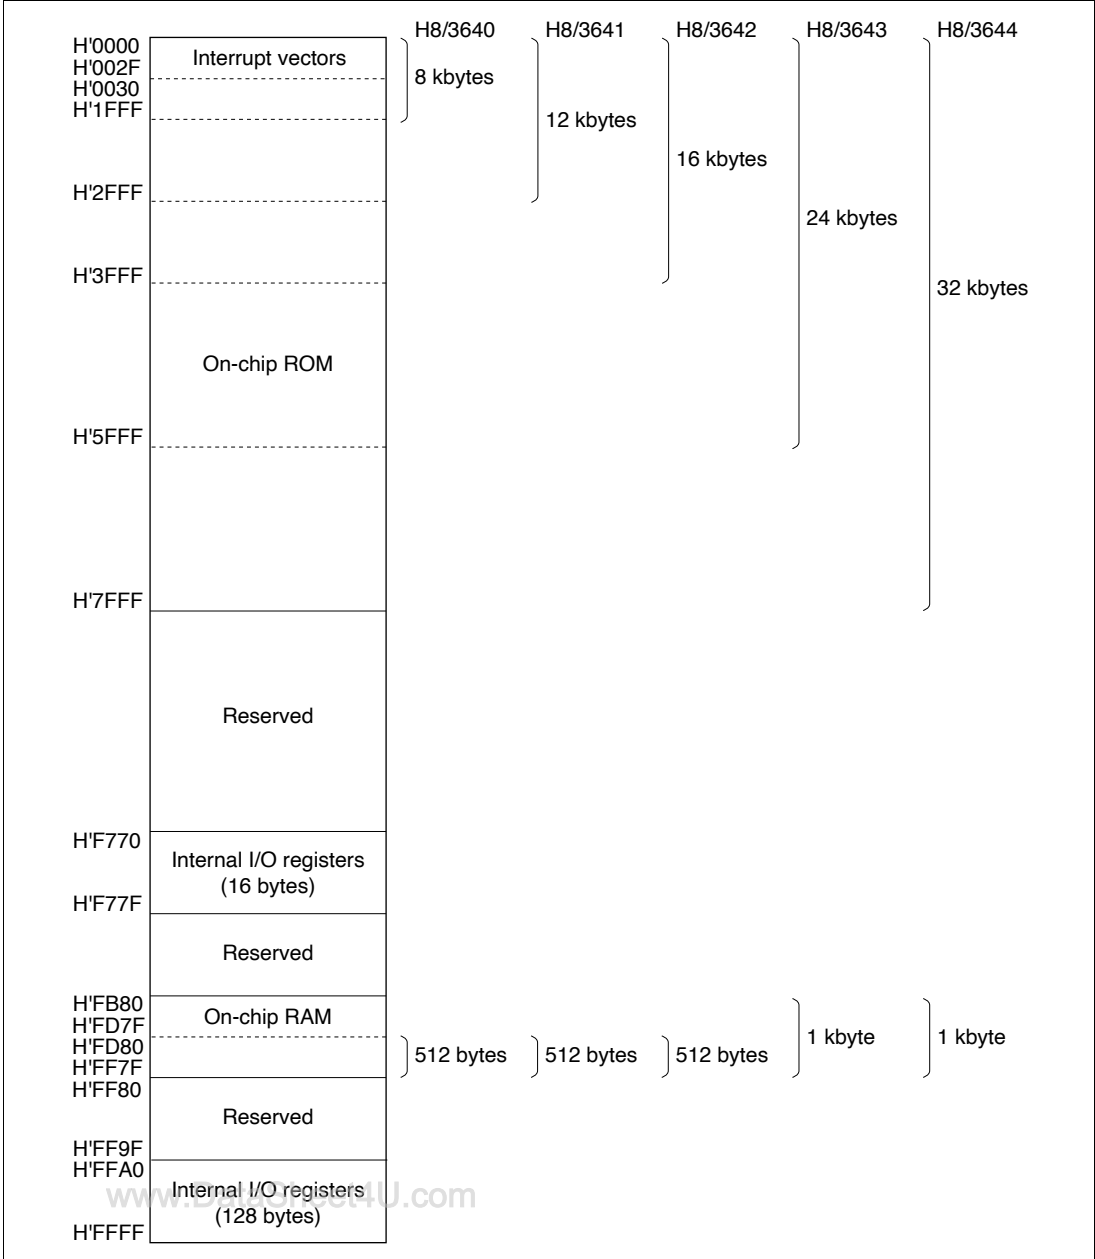 H8/3640 H8/3641 H8/3642 H8/3643 H8/3644
H'0000
Interrupt vectors
H'002F
8 kbytes
H'0030
H'1FFF
12 kbytes
16 kbytes
H'2FFF
24 kbytes
H'3FFF
32 kbytes
On-chip ROM
H'5FFF
H'7FFF
Reserved
H'F770
Internal I/O registers
(16 bytes)
H'F77F
Reserved
H'FB80
On-chip RAM
H'FD7F
1 kbyte 1 kbyte
H'FD80
512 bytes 512 bytes 512 bytes
H'FF7F
H'FF80
Reserved
H'FF9F
H'FFA0
Internal I/O registers
www.DataSheet4U.com
(128 bytes)
H'FFFF